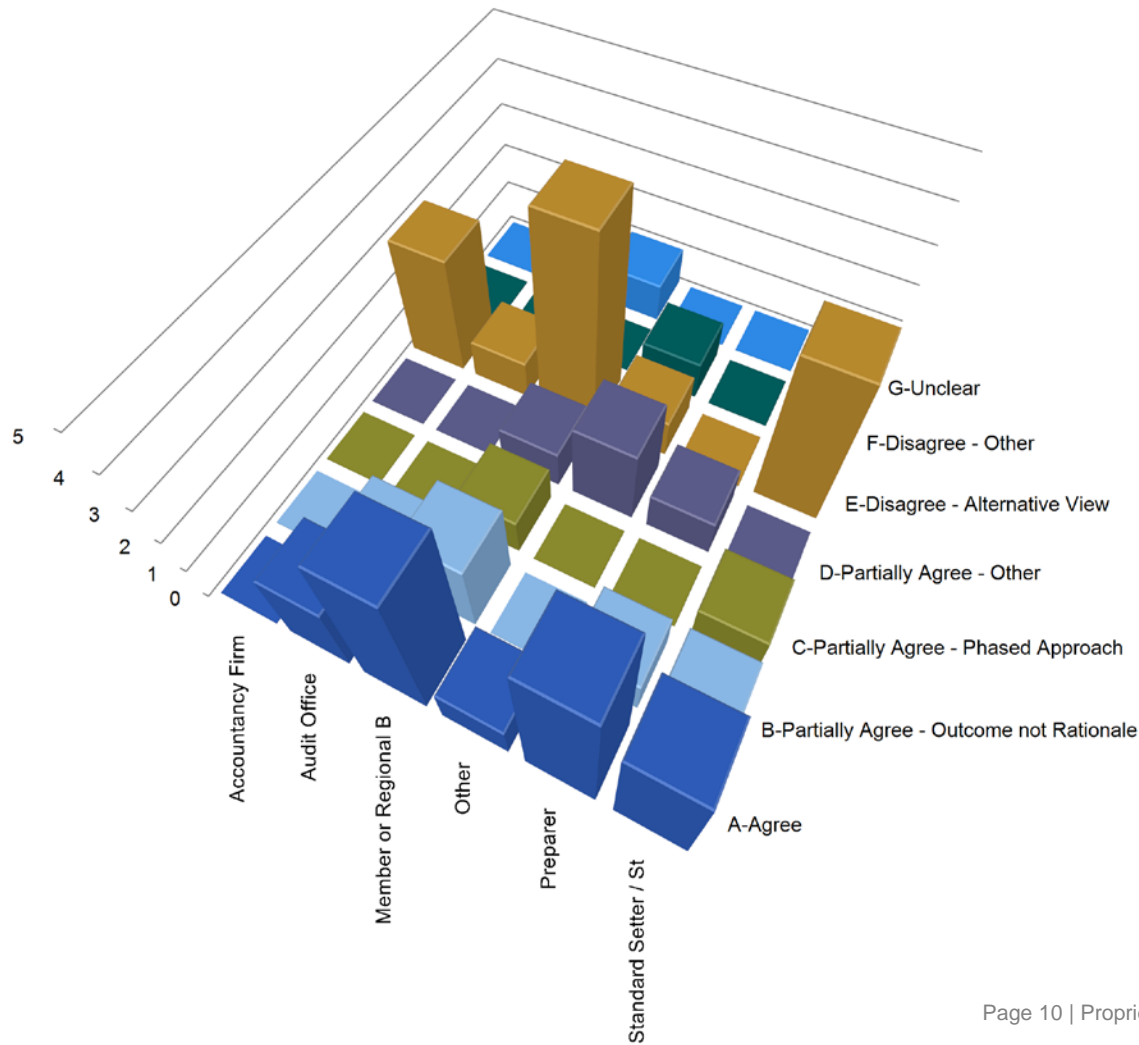 5
4
3
2
1
0
G-Unclear
F-Disagree - Other
E-Disagree - Alternative View
D-Partially Agree - Other
C-Partially Agree - Phased Approach
B-Partially Agree - Outcome not Rationale
A-Agree
Accountancy Firm
Audit Office
Member or Regional B
Other
Preparer
Standard Setter / St
Page 10 |